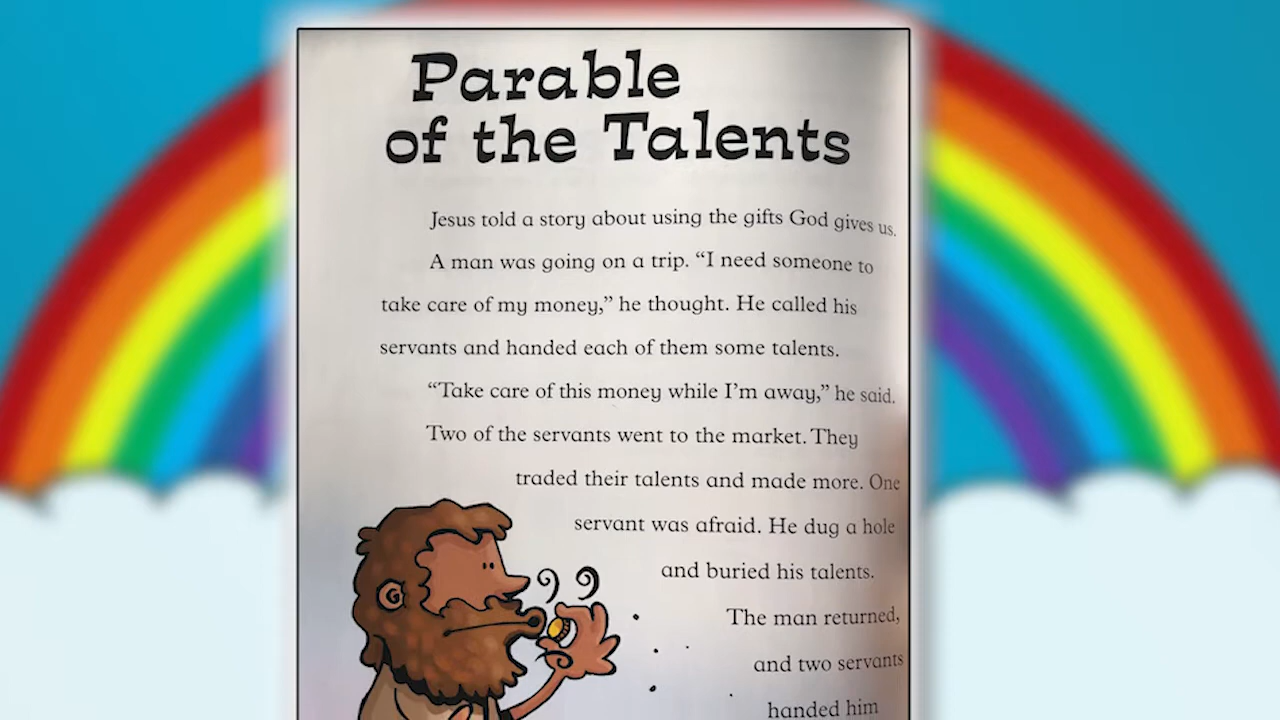 Parable
of the Talents
Jesus told a story about using the gifts God gives us.
A man was going on a trip. “I need someone to
take care of my money,” he thought. He called his
servants and handed each of them some talents.
“Take care of this money while I’m away,” he said.
Two of the servants went to the market. They
traded their talents and made more. One
servant was afraid. He dug a hole
and buried his talents.
The man returned,
and two servants
handed him